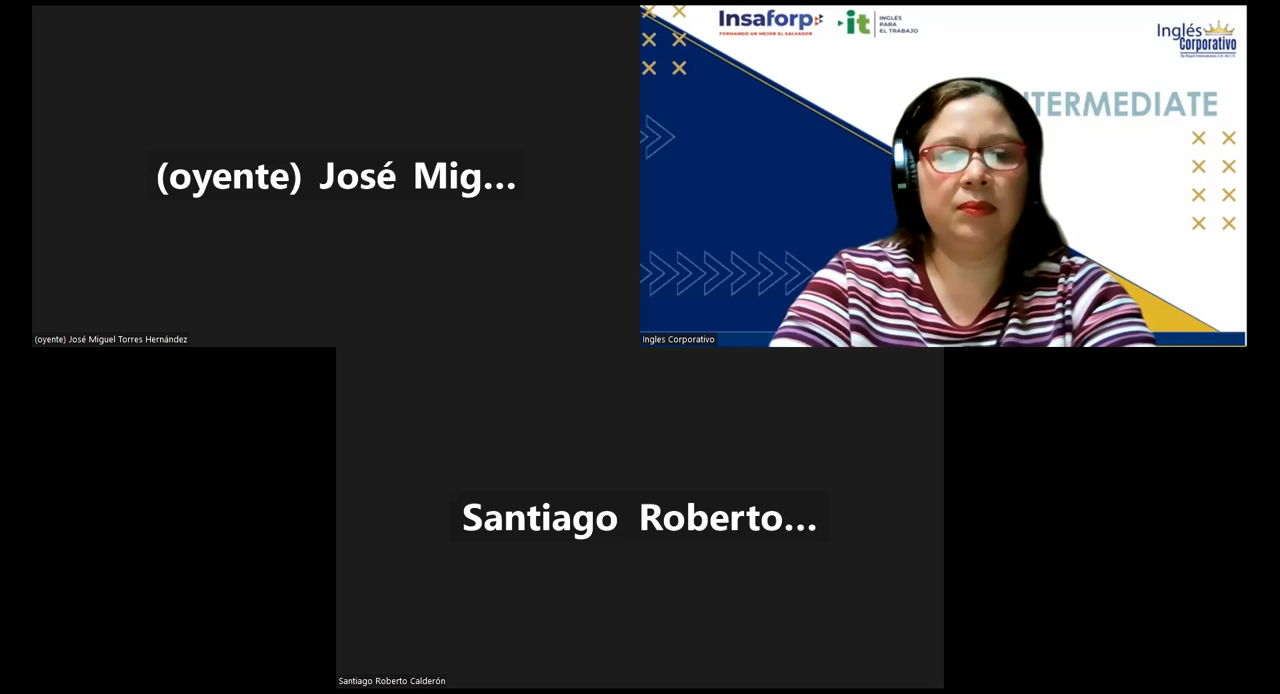 (oyente) José Mig...
(oyente) José Miguel Torres Hernández
Insaforp
FORMANDO UN MEJOR EL SALVADOR
it
INGLÉS
PARA
EL TRABAJO
Inglés
Corporativo
NTERMEDIATE
Ingles Corporativo
Santiago Roberto...
Santiago Roberto Calderón